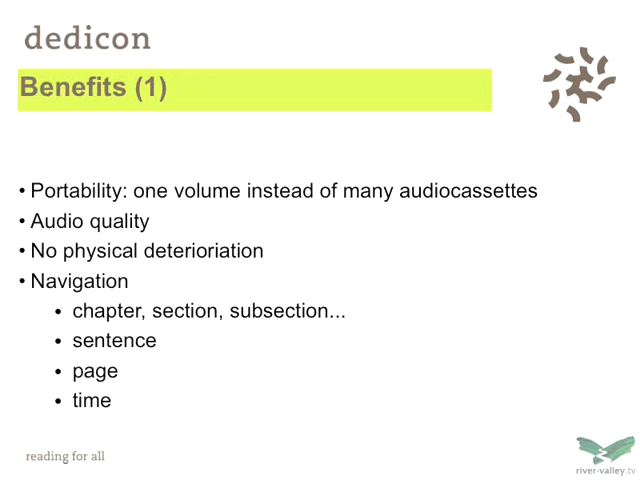 dedicon
Benefits (1)
• Portability: one volume instead of many audiocassettes
• Audio quality
• No physical deterioriation
• Navigation
• chapter, section, subsection...
• sentence
• page
• time
reading for all
river-valley.tv